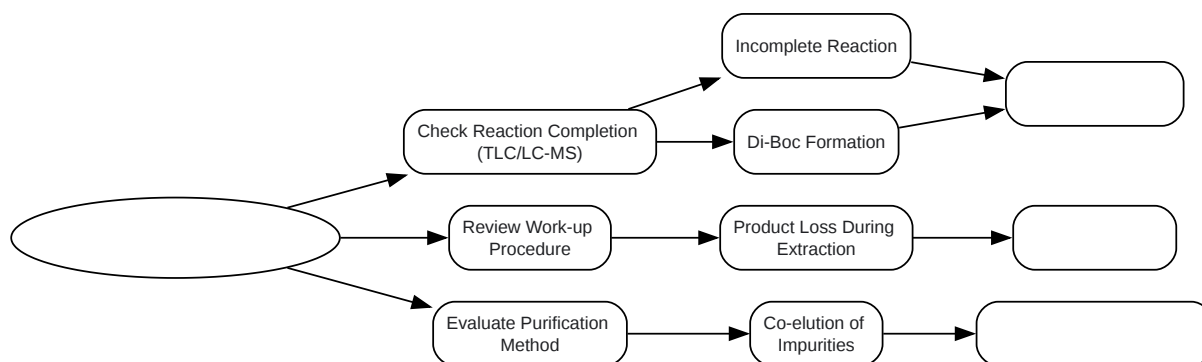 Incomplete Reaction
Check Reaction Completion
(TLC/LC-MS)
Di-Boc Formation
Review Work-up
Procedure
Product Loss During
Extraction
Evaluate Purification
Method
Co-elution of
Impurities